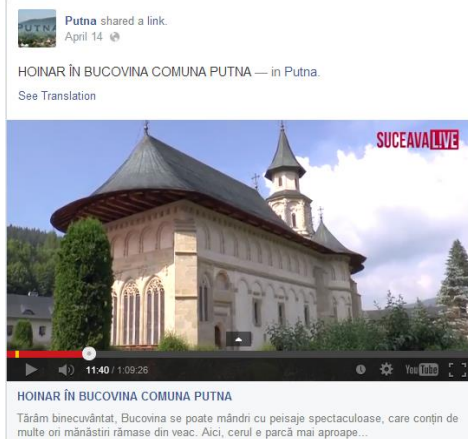 Putna shared a link.
April 14
HOINAR ÎN BUCOVINA COMUNA PUTNA — in Putna.
See Translation
SUCEAVALIVE
11:40 / 1:09:26
YouTube
HOINAR ÎN BUCOVINA COMUNA PUTNA
Tărâm binecuvântat, Bucovina se poate mândri cu peisaje spectaculoase, care conțin de
multe ori mănăstiri rămase din veac. Aici, cerul e parcă mai aproape...